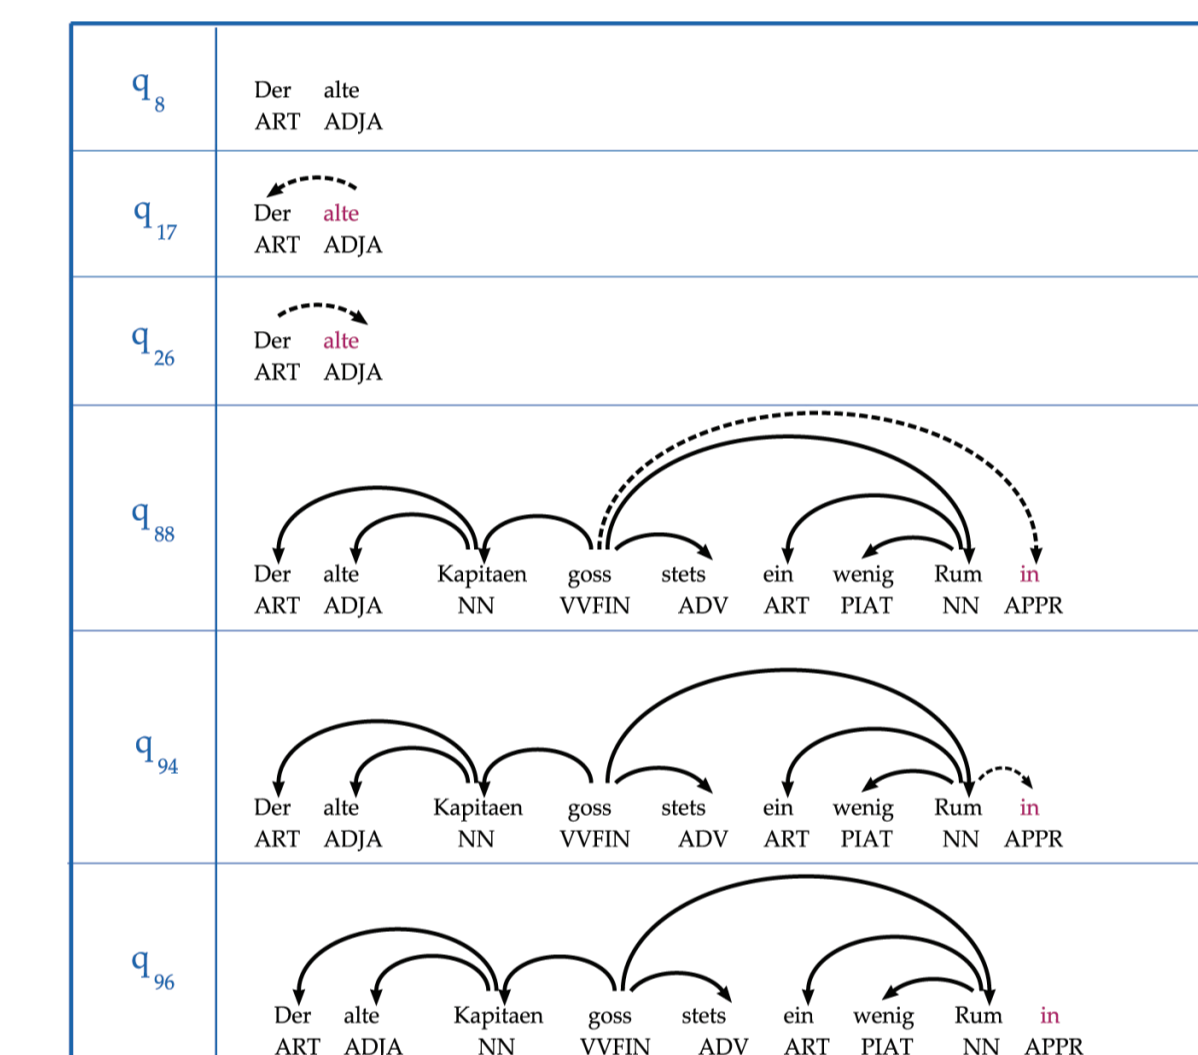 q8
Der alte
ART ADJA
q17
Der alte
ART ADJA
q26
Der alte
ART ADJA
q88
Der alte Kapitaen goss stets ein wenig Rum in
ART ADJA NN VVFIN ADV ART PIAT NN APPR
q94
Der alte Kapitaen goss stets ein wenig Rum in
ART ADJA NN VVFIN ADV ART PIAT NN APPR
q96
Der alte Kapitaen goss stets ein wenig Rum in
ART ADJA NN VVFIN ADV ART PIAT NN APPR